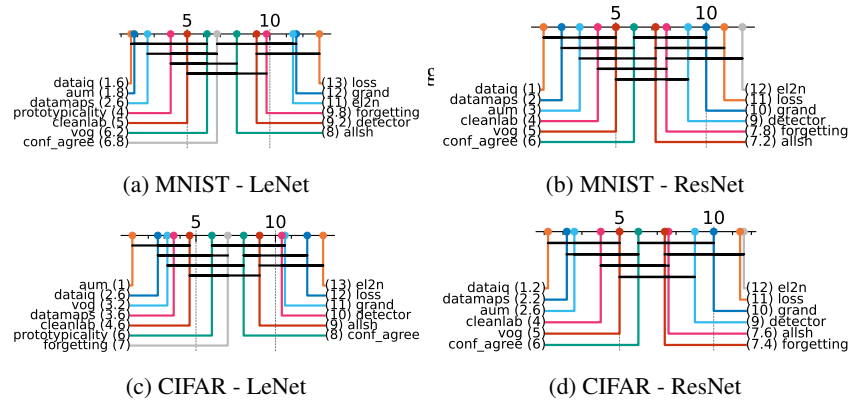 5 10
dataiq (1.6)
aum (1.8)
datamaps (2.6)
prototypicality (4)
cleanlab (5)
vog (6.2)
conf_agree (6.8)
(13) loss
(12) grand
(11) el2n
(9.8) forgetting
(9.2) detector
(8) allsh
(a) MNIST - LeNet
5 10
dataiq (1)
datamaps (2)
aum (3)
cleanlab (4)
vog (5)
conf_agree (6)
(12) el2n
(11) loss
(10) grand
(9) detector
(7.8) forgetting
(7.2) allsh
(b) MNIST - ResNet
5 10
aum (1)
dataiq (2.6)
vog (3.2)
datamaps (3.6)
cleanlab (4.6)
prototypicality (6)
forgetting (7)
(13) el2n
(12) loss
(11) grand
(10) detector
(9) allsh
(8) conf_agree
(c) CIFAR - LeNet
5 10
dataiq (1.2)
datamaps (2.2)
aum (2.6)
cleanlab (4)
vog (5)
conf_agree (6)
(12) el2n
(11) loss
(10) grand
(9) detector
(7.6) allsh
(7.4) forgetting
(d) CIFAR - ResNet